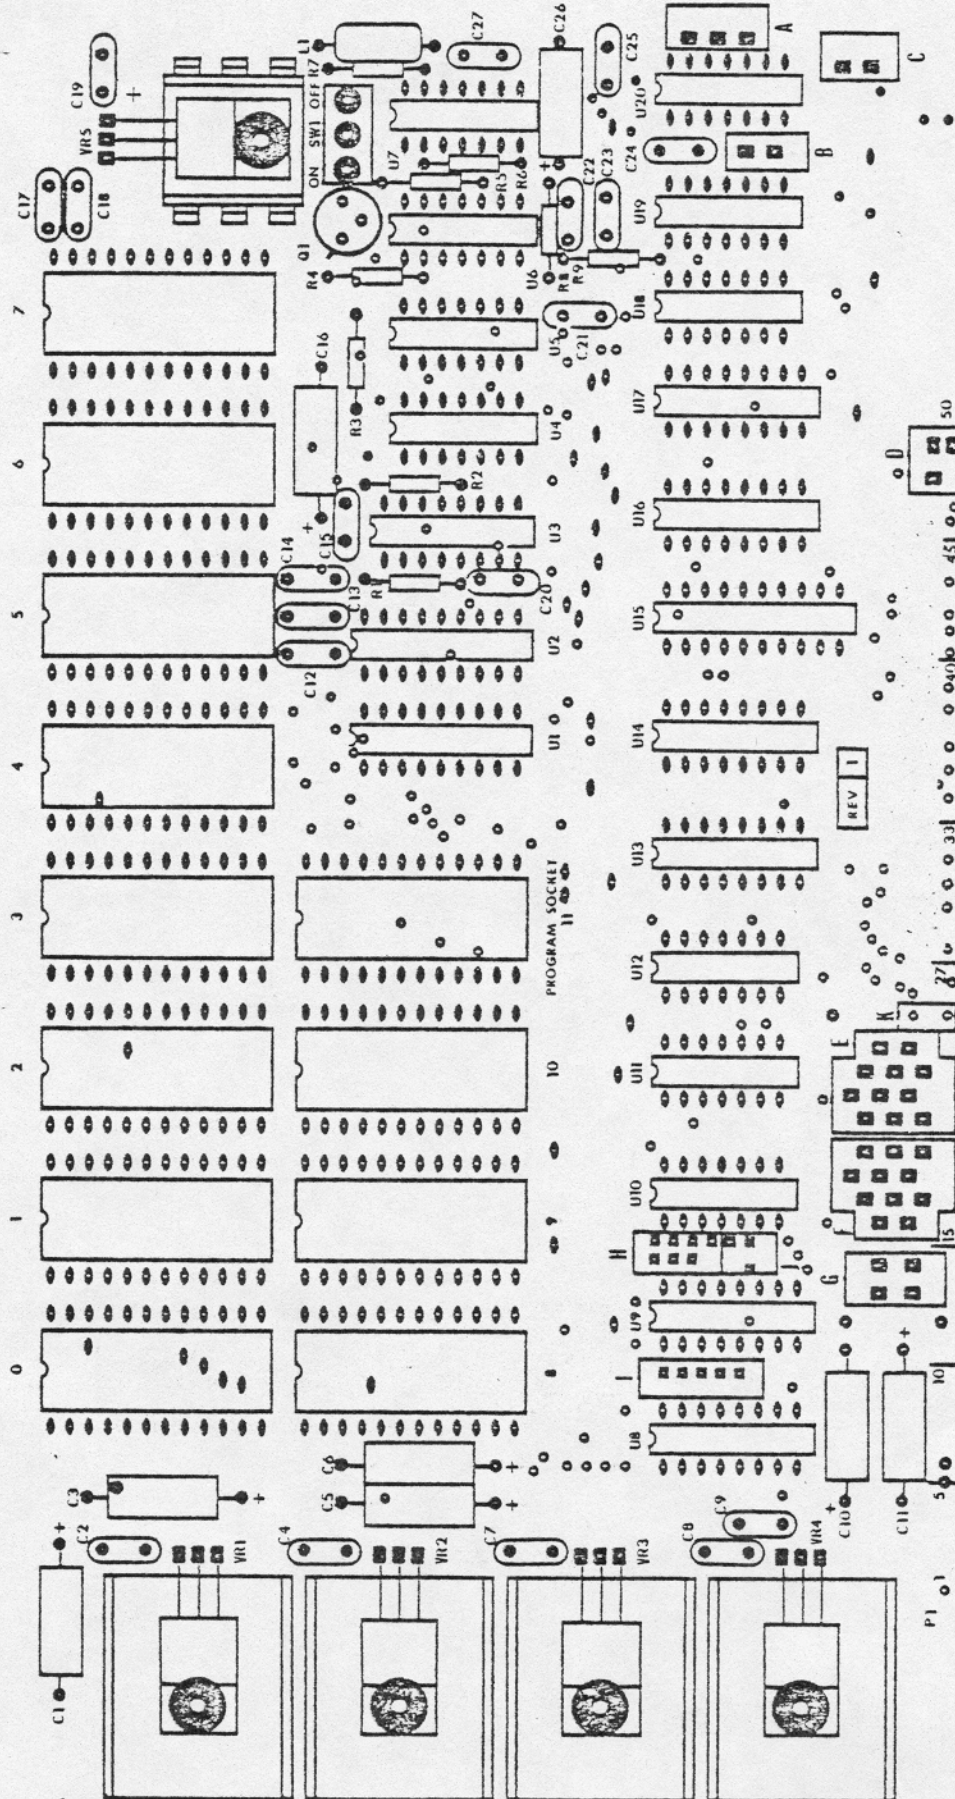 C17
C18
VR5
C19
+
7
6
5
4
3
2
1
0
ON SW1 OFF
L1
R7
C27
C26
C25
A
C
U7
R5
R6
+
C22
C23
C24
U20
B
Q1
R4
U6
R8
R9
U19
U18
C16
R3
U5
C21
U4
U17
D
50
+
C15
C14
R2
U3
U16
C13
R1
C20
45
C12
U2
U15
40
U1
U14
REV 1
U13
33
PROGRAM SOCKET
11
U12
27
K
E
10
U11
9
U10
F
15
H
J
G
8
U9
I
U8
+
10
C3
+
C6
+
C5
+
C10
+
C11
5
C1
+
C2
VR1
C4
VR2
C7
VR3
C8
C9
VR4
P1
1